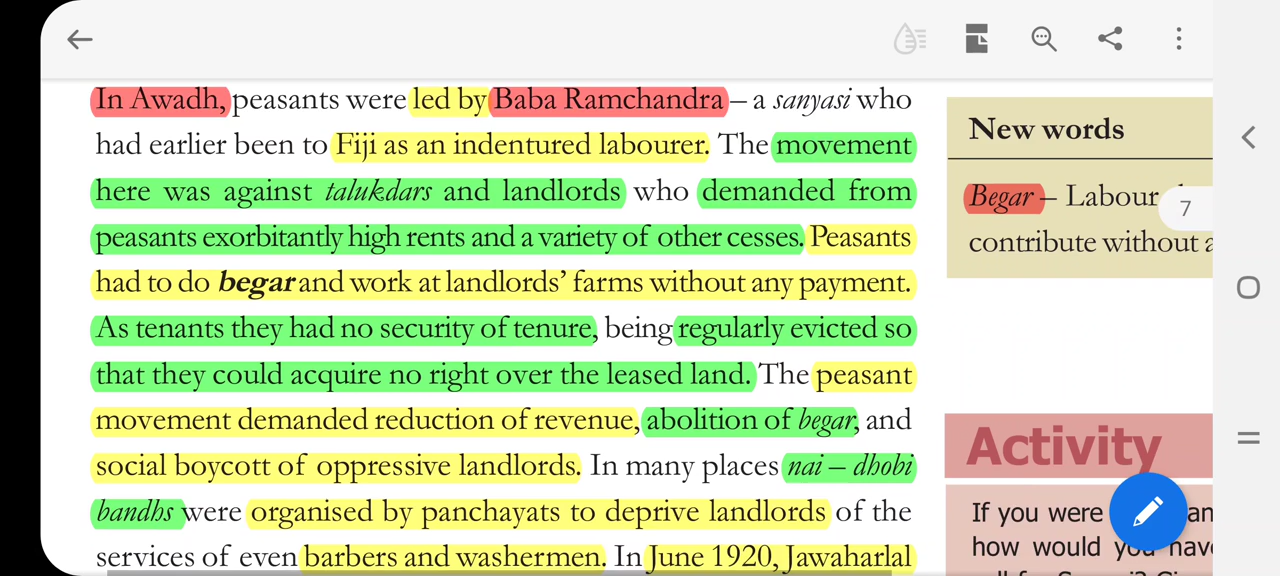 In Awadh, peasants were led by Baba Ramchandra – a sanyasi who
had earlier been to Fiji as an indentured labourer. The movement
here was against talukdars and landlords who demanded from
peasants exorbitantly high rents and a variety of other cesses. Peasants
had to do begar and work at landlords' farms without any payment.
As tenants they had no security of tenure, being regularly evicted so
that they could acquire no right over the leased land. The peasant
movement demanded reduction of revenue, abolition of begar, and
social boycott of oppressive landlords. In many places nai – dhobi
bandhs were organised by panchayats to deprive landlords of the
services of even barbers and washermen. In June 1920, Jawaharlal
New words
Begar – Labour
contribute without
7
Activity
If you were
how would you